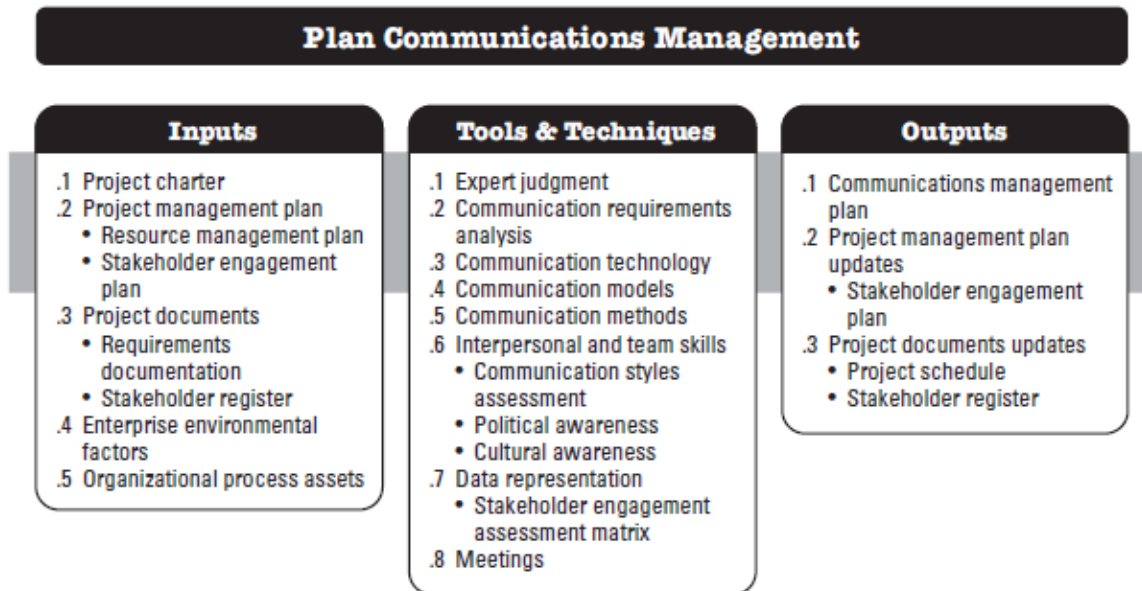 Plan Communications Management
Inputs
.1 Project charter
.2 Project management plan
• Resource management plan
• Stakeholder engagement
plan
.3 Project documents
• Requirements
documentation
• Stakeholder register
.4 Enterprise environmental
factors
.5 Organizational process assets
Tools & Techniques
.1 Expert judgment
.2 Communication requirements
analysis
.3 Communication technology
.4 Communication models
.5 Communication methods
.6 Interpersonal and team skills
• Communication styles
assessment
• Political awareness
• Cultural awareness
.7 Data representation
• Stakeholder engagement
assessment matrix
.8 Meetings
Outputs
.1 Communications management
plan
.2 Project management plan
updates
• Stakeholder engagement
plan
.3 Project documents updates
• Project schedule
• Stakeholder register